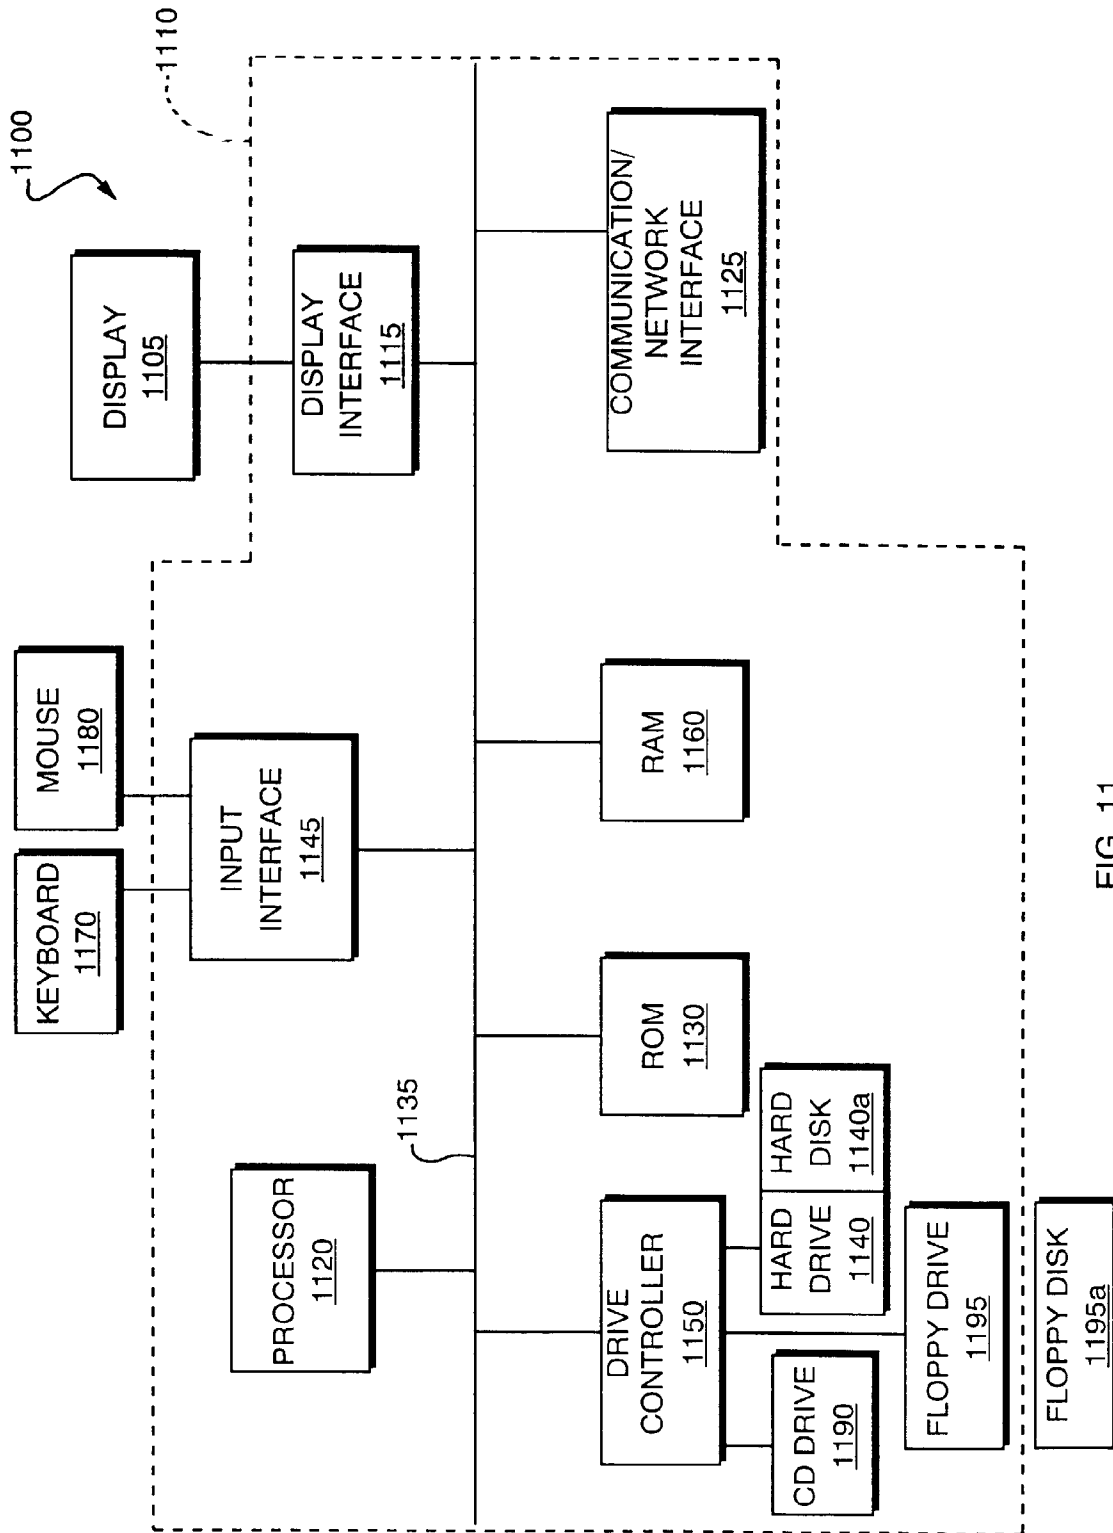 1100
1110
KEYBOARD
1170
MOUSE
1180
DISPLAY
1105
PROCESSOR
1120
INPUT
INTERFACE
1145
DISPLAY
INTERFACE
1115
1135
DRIVE
CONTROLLER
1150
ROM
1130
RAM
1160
COMMUNICATION/
NETWORK
INTERFACE
1125
CD DRIVE
1190
HARD
DRIVE
1140
HARD
DISK
1140a
FLOPPY DRIVE
1195
FLOPPY DISK
1195a
FIG. 11